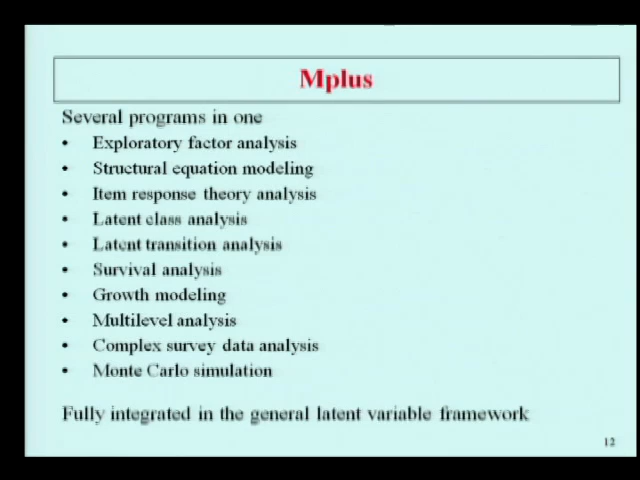 Mplus
Several programs in one
• Exploratory factor analysis
• Structural equation modeling
• Item response theory analysis
• Latent class analysis
• Latent transition analysis
• Survival analysis
• Growth modeling
• Multilevel analysis
• Complex survey data analysis
• Monte Carlo simulation
Fully integrated in the general latent variable framework
12